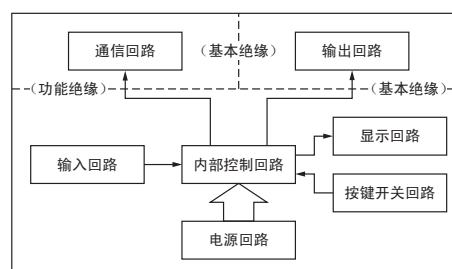 通信回路
(基本绝缘)
输出回路
(功能绝缘)
(基本绝缘)
显示回路
输入回路
内部控制回路
按键开关回路
电源回路